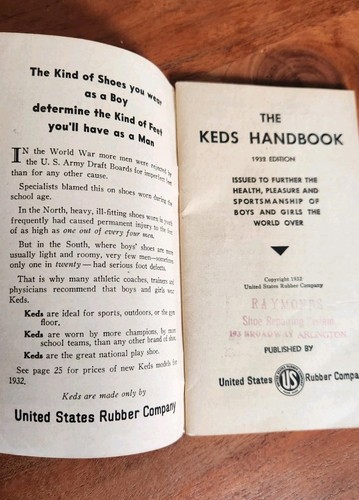 The Kind of Shoes you wear
as a Boy
determine the Kind of Feet
you'll have as a Man
IN the World War more men were rejected by
the U. S. Army Draft Boards for imperfect feet
than for any other cause.
Specialists blamed this on shoes worn during the
school age.
In the North, heavy, ill-fitting shoes worn in youth
frequently had caused permanent injury to the feet
of as high as one out of every four men.
But in the South, where boys' shoes are more
usually light and roomy, very few men—sometimes
only one in twenty—had serious foot defects.
That is why many athletic coaches, trainers and
physicians recommend that boys and girls wear
Keds.
Keds are ideal for sports, outdoors, or the gym
floor.
Keds are worn by more champions, by more
school teams, than any other brand of shoe.
Keds are the great national play shoe.
See page 25 for prices of new Keds models for
1932.
Keds are made only by
United States Rubber Company
THE
KEDS HANDBOOK
1932 EDITION
ISSUED TO FURTHER THE
HEALTH, PLEASURE AND
SPORTSMANSHIP OF
BOYS AND GIRLS THE
WORLD OVER
Copyright 1932
United States Rubber Company
RAYMOND'S
Shoe Repairing
193 BROADWAY ARLINGTON
PUBLISHED BY
United States US Rubber Company